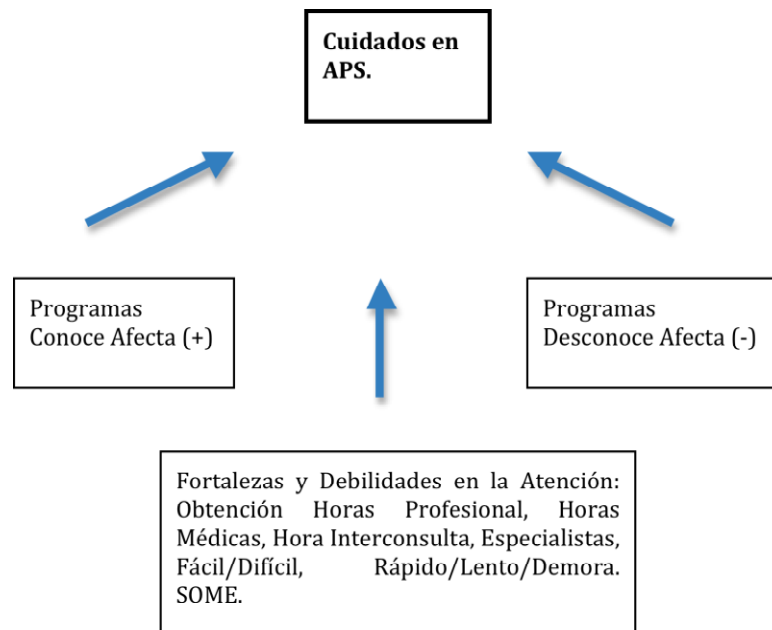 Cuidados en
APS.
Programas
Conoce Afecta (+)
Programas
Desconoce Afecta (-)
Fortalezas y Debilidades en la Atención:
Obtención Horas Profesional, Horas
Médicas, Hora Interconsulta, Especialistas,
Fácil/Difícil, Rápido/Lento/Demora.
SOME.